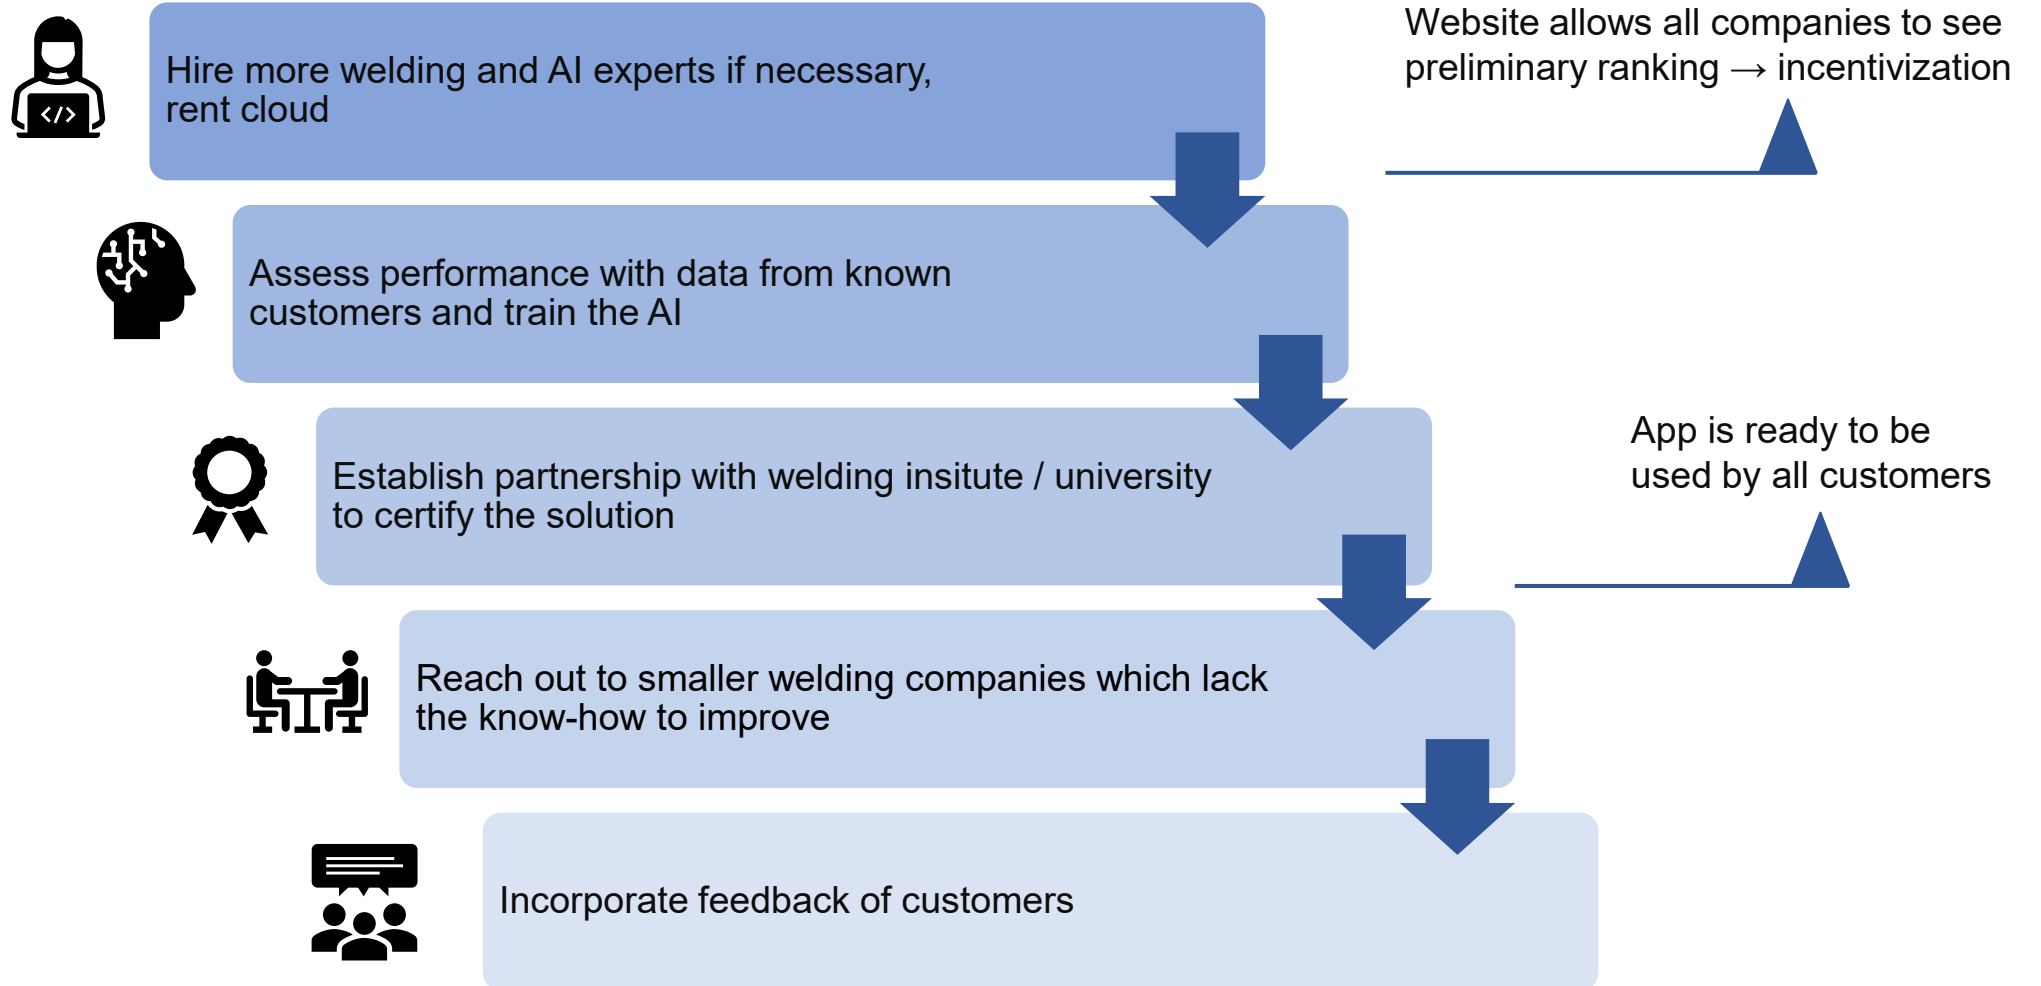 Hire more welding and AI experts if necessary,
rent cloud
Website allows all companies to see
preliminary ranking → incentivization
Assess performance with data from known
customers and train the AI
Establish partnership with welding insitute / university
to certify the solution
App is ready to be
used by all customers
Reach out to smaller welding companies which lack
the know-how to improve
Incorporate feedback of customers